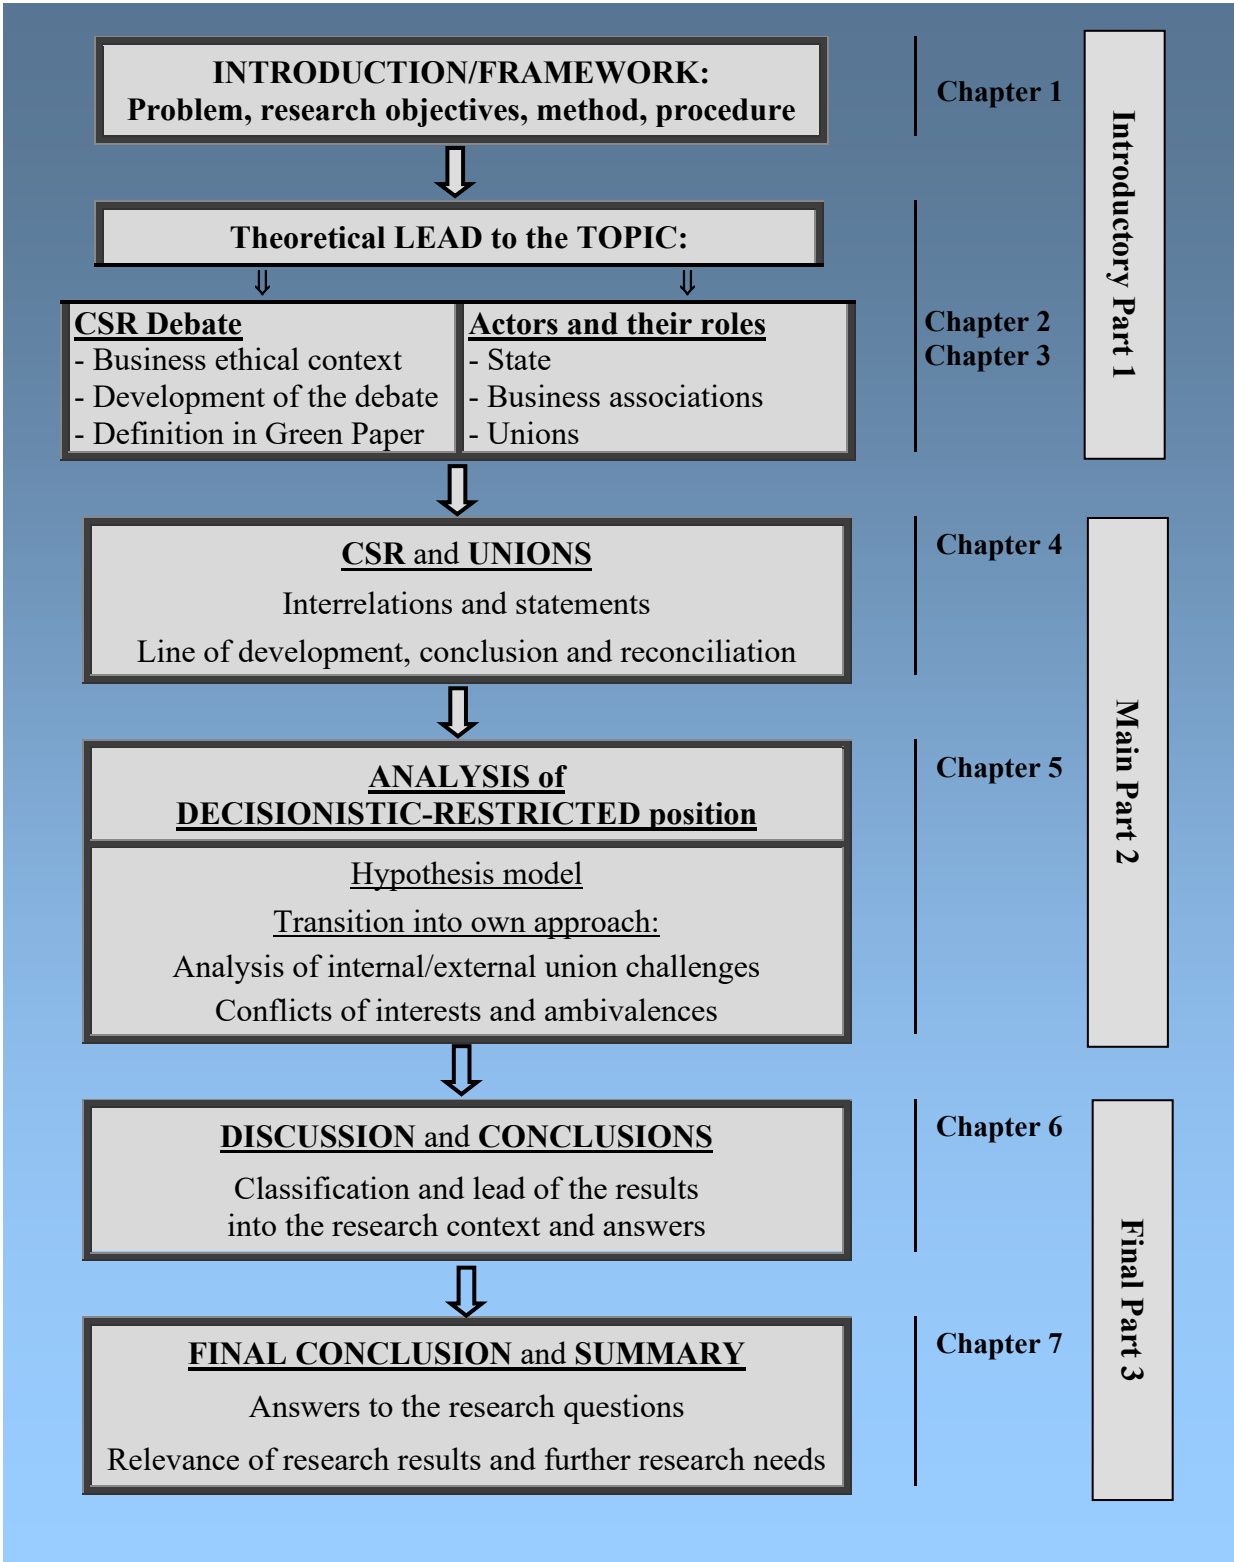 INTRODUCTION/FRAMEWORK:
Problem, research objectives, method, procedure
Chapter 1
Introductory Part 1
Theoretical LEAD to the TOPIC:
CSR Debate
- Business ethical context
- Development of the debate
- Definition in Green Paper
Actors and their roles
- State
- Business associations
- Unions
Chapter 2
Chapter 3
CSR and UNIONS
Interrelations and statements
Line of development, conclusion and reconciliation
Chapter 4
Main Part 2
ANALYSIS of
DECISIONISTIC-RESTRICTED position
Hypothesis model
Transition into own approach:
Analysis of internal/external union challenges
Conflicts of interests and ambivalences
Chapter 5
DISCUSSION and CONCLUSIONS
Classification and lead of the results
into the research context and answers
Chapter 6
Final Part 3
FINAL CONCLUSION and SUMMARY
Answers to the research questions
Relevance of research results and further research needs
Chapter 7